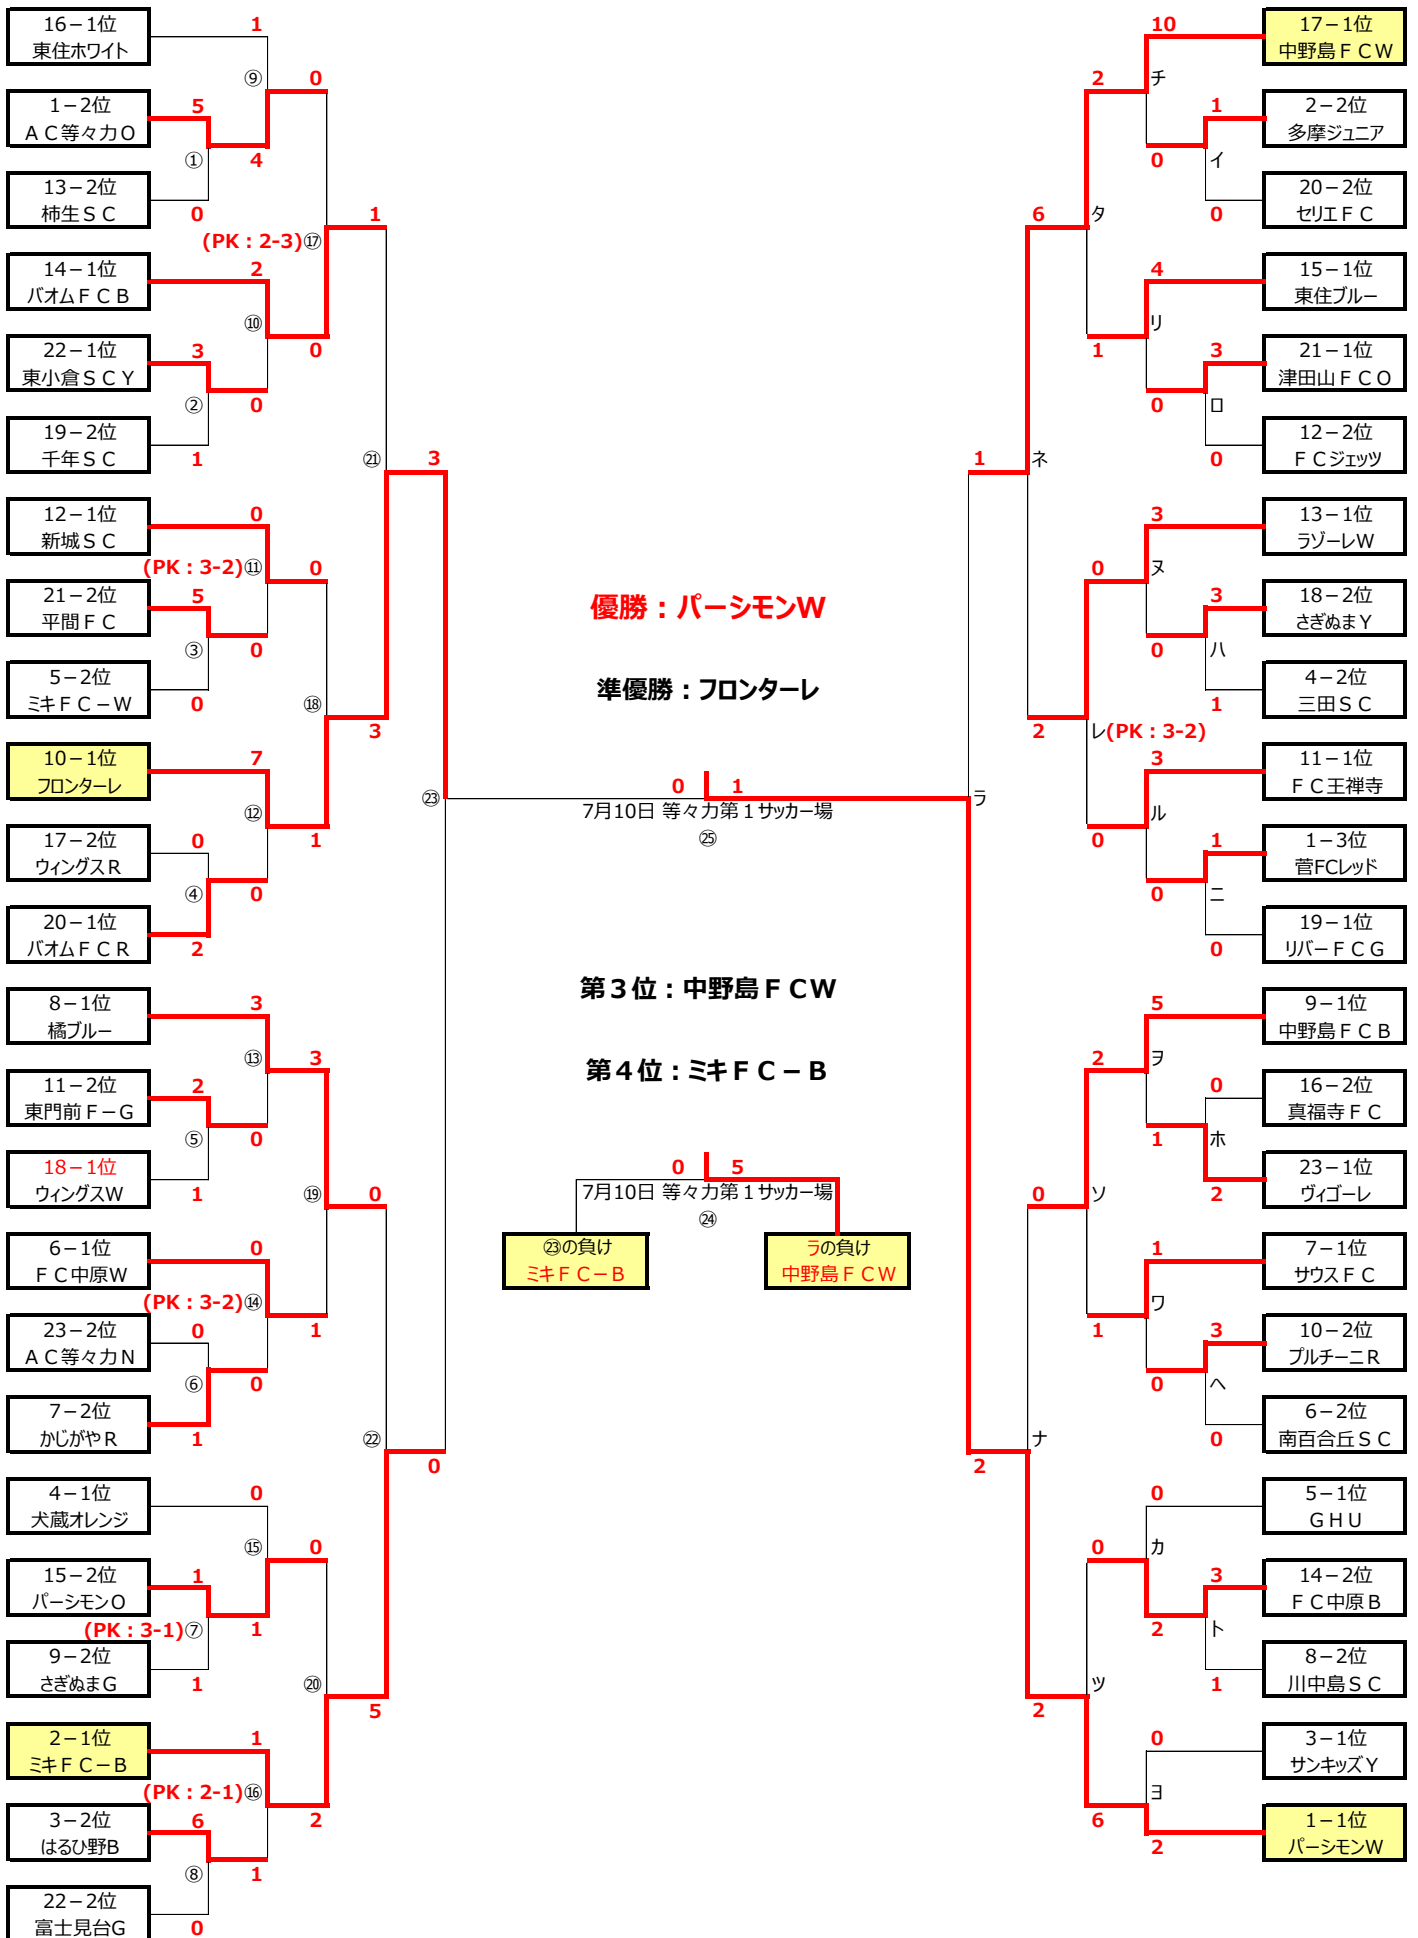 16－1位
東住ホワイト
1
⑨
0
1－2位
AC等々力O
5
①
4
13－2位
柿生SC
0
(PK：2-3)⑰
1
14－1位
バオムFCB
2
⑩
0
22－1位
東小倉SCY
3
②
0
19－2位
千年SC
1
㉑
3
12－1位
新城SC
0
(PK：3-2)⑪
0
21－2位
平間FC
5
③
0
5－2位
ミキFC－W
0
⑱
3
10－1位
フロンターレ
7
⑫
1
17－2位
ウィングスR
0
④
0
20－1位
バオムFCR
2
㉓
8－1位
橘ブルー
3
⑬
3
11－2位
東門前F－G
2
⑤
0
18－1位
ウィングスW
1
⑲
0
6－1位
FC中原W
0
(PK：3-2)⑭
1
23－2位
AC等々力N
0
⑥
0
7－2位
かじがやR
1
㉒
0
4－1位
犬蔵オレンジ
0
⑮
0
15－2位
パーシモンO
1
(PK：3-1)⑦
1
9－2位
さぎぬまG
1
⑳
5
2－1位
ミキFC－B
1
(PK：2-1)⑯
2
3－2位
はるひ野B
6
⑧
1
22－2位
富士見台G
0
優勝：パーシモンW
準優勝：フロンターレ
0 1
7月10日 等々力第1サッカー場
㉕
第3位：中野島FCW
第4位：ミキFC－B
0 5
7月10日 等々力第1サッカー場
㉔
㉓の負け
ミキFC－B
ラの負け
中野島FCW
10
17－1位
中野島FCW
2
チ
1
2－2位
多摩ジュニア
0
イ
20－2位
セリエFC
0
6
タ
4
15－1位
東住ブルー
リ
1
3
21－1位
津田山FCO
0
ロ
12－2位
FCジェッツ
0
1
ネ
3
13－1位
ラゾーレW
0
ヌ
3
18－2位
さぎぬまY
0
ハ
4－2位
三田SC
1
2
レ(PK：3-2)
3
11－1位
FC王禅寺
ラ
ル
0
1
1－3位
菅FCレッド
0
ニ
19－1位
リバーFCG
0
5
9－1位
中野島FCB
2
ヲ
0
16－2位
真福寺FC
1
ホ
23－1位
ヴィゴーレ
2
0
ソ
1
7－1位
サウスFC
ワ
1
3
10－2位
プルチーニR
0
ヘ
6－2位
南百合丘SC
0
ナ
2
0
5－1位
GHU
0
カ
3
14－2位
FC中原B
2
ト
8－2位
川中島SC
1
ツ
2
0
3－1位
サンキッズY
ヨ
6
2
1－1位
パーシモンW